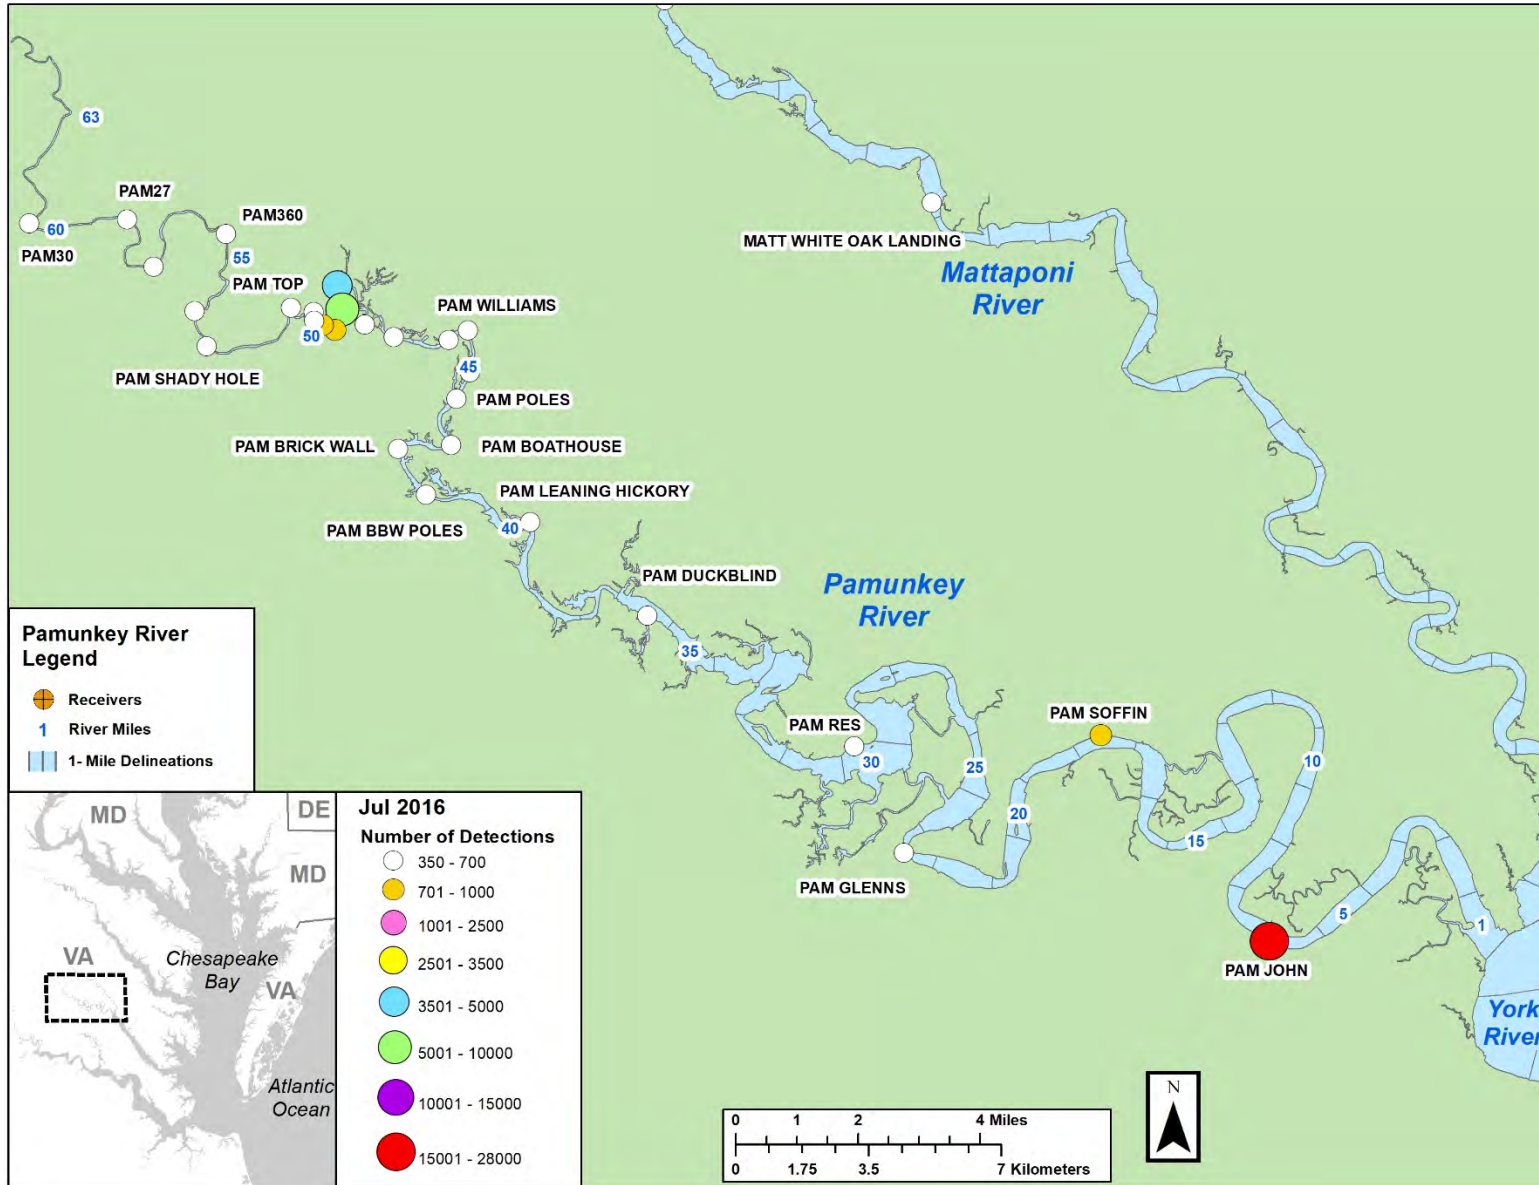 63
PAM27
PAM360
60
PAM30
55
PAM TOP
50
PAM SHADY HOLE
PAM WILLIAMS
45
PAM POLES
PAM BRICK WALL
PAM BOATHOUSE
PAM LEANING HICKORY
PAM BBW POLES
40
PAM DUCKBLIND
35
MATT WHITE OAK LANDING
Mattaponi
River
Pamunkey
River
PAM RES
30
25
PAM GLENNS
20
PAM SOFFIN
15
10
PAM JOHN
5
1
York
River
Pamunkey River
Legend
Receivers
1 River Miles
1- Mile Delineations
MD
DE
MD
VA
Chesapeake
Bay
VA
Atlantic
Ocean
Jul 2016
Number of Detections
350 - 700
701 - 1000
1001 - 2500
2501 - 3500
3501 - 5000
5001 - 10000
10001 - 15000
15001 - 28000
0 1 2 4 Miles
0 1.75 3.5 7 Kilometers
N